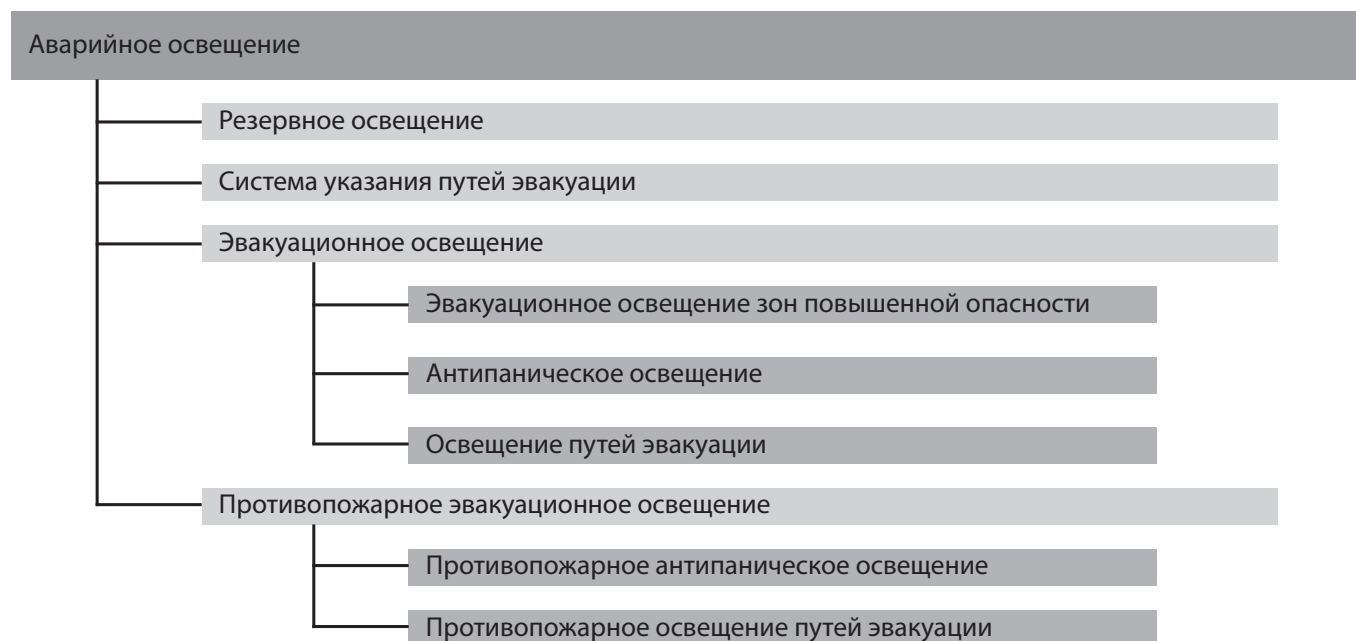 Аварийное освещение
Резервное освещение
Система указания путей эвакуации
Эвакуационное освещение
Эвакуационное освещение зон повышенной опасности
Антипаническое освещение
Освещение путей эвакуации
Противопожарное эвакуационное освещение
Противопожарное антипаническое освещение
Противопожарное освещение путей эвакуации